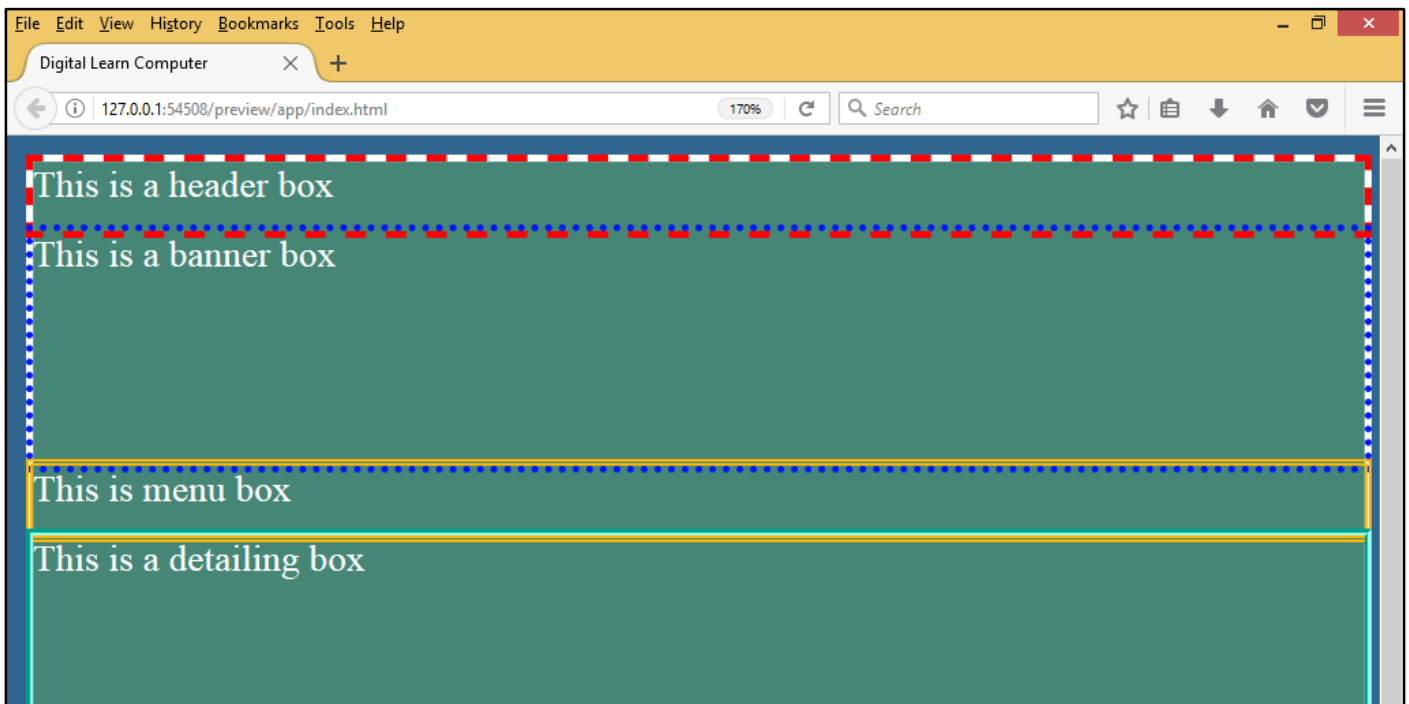 File Edit View History Bookmarks Tools Help
Digital Learn Computer
127.0.0.1:54508/preview/app/index.html 170% Search
This is a header box
This is a banner box
This is menu box
This is a detailing box